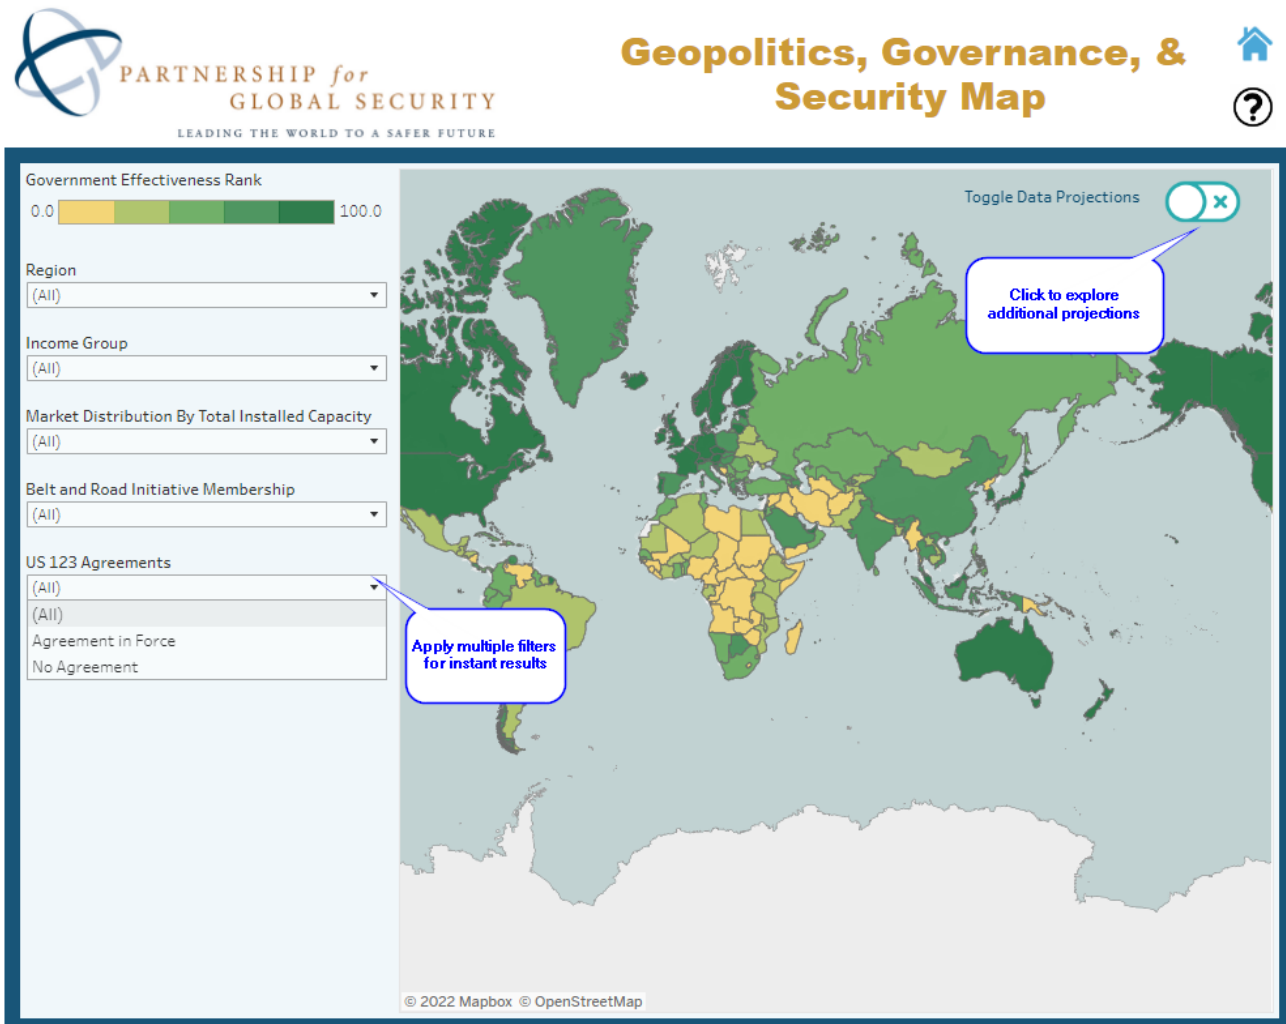 PARTNERSHIP for
GLOBAL SECURITY
LEADING THE WORLD TO A SAFER FUTURE
Geopolitics, Governance, &
Security Map
?
Government Effectiveness Rank
0.0 100.0
Region
(All)
Income Group
(All)
Market Distribution By Total Installed Capacity
(All)
Belt and Road Initiative Membership
(All)
US 123 Agreements
(All)
(All)
Agreement in Force
No Agreement
Toggle Data Projections
Click to explore
additional projections
Apply multiple filters
for instant results
© 2022 Mapbox © OpenStreetMap